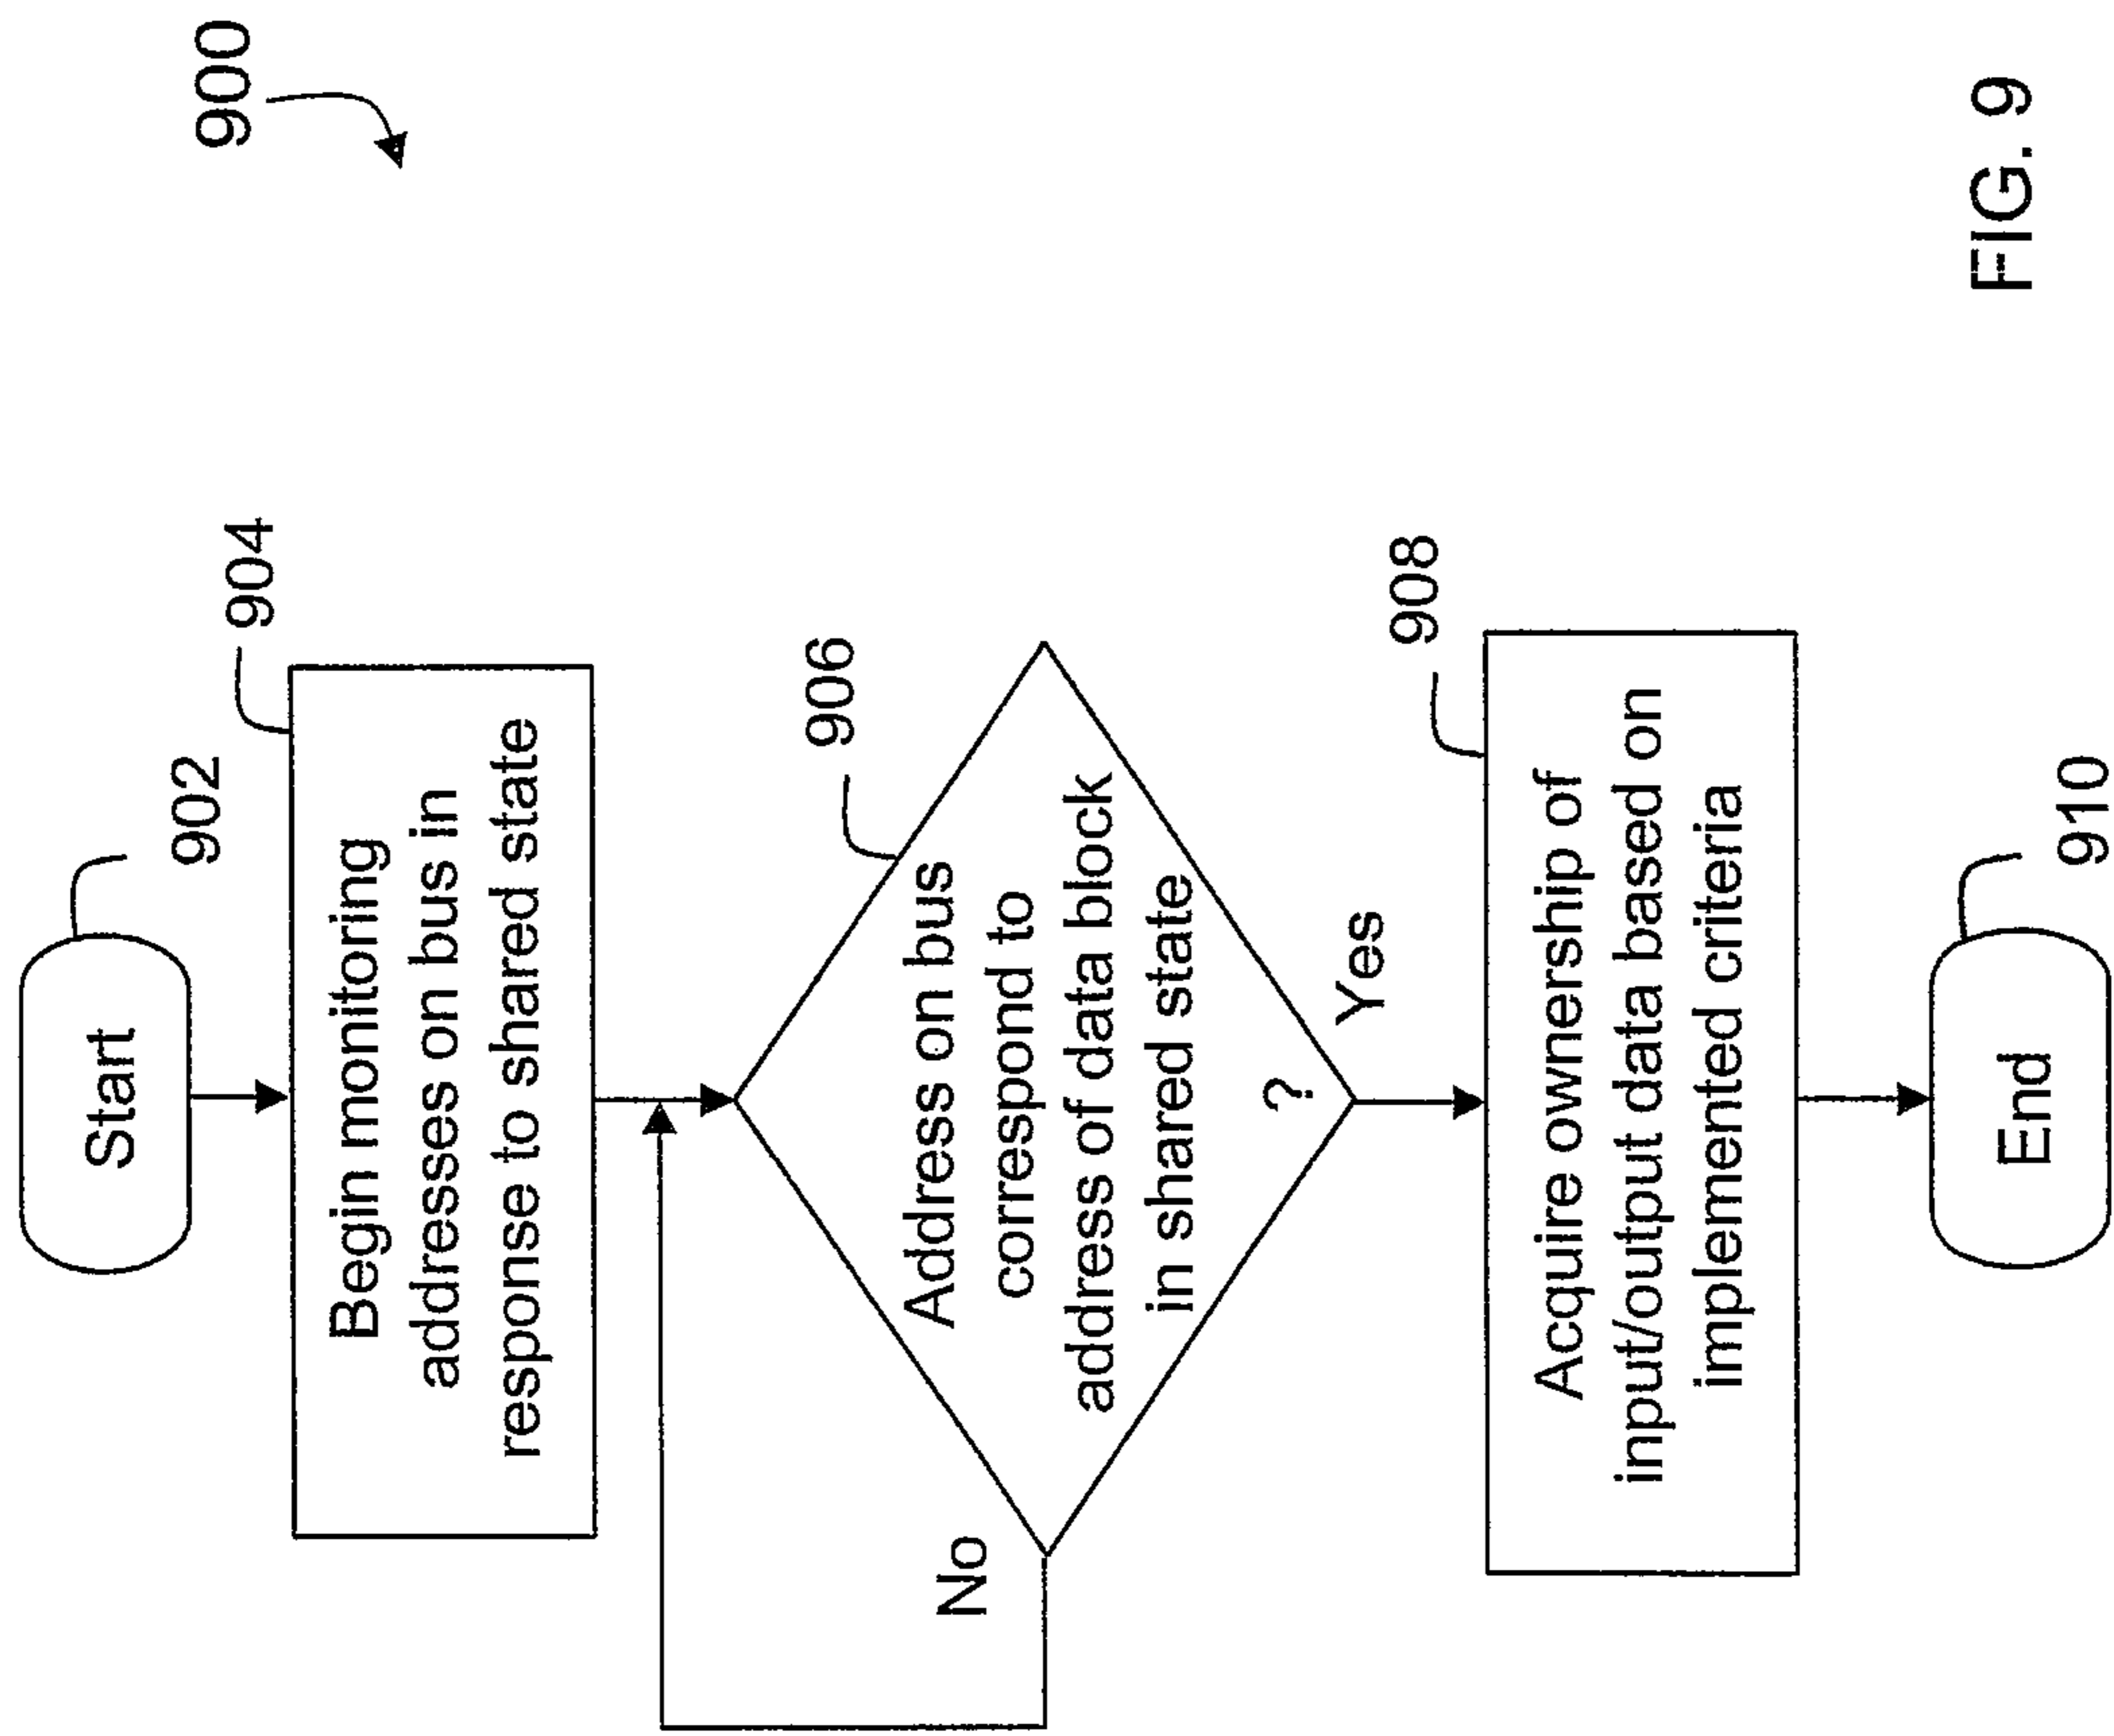 900
Start
902
904
Begin monitoring
addresses on bus in
response to shared state
906
Address on bus
correspond to
address of data block
in shared state
?
No
Yes
908
Acquire ownership of
input/output data based on
implemented criteria
End
910
FIG. 9